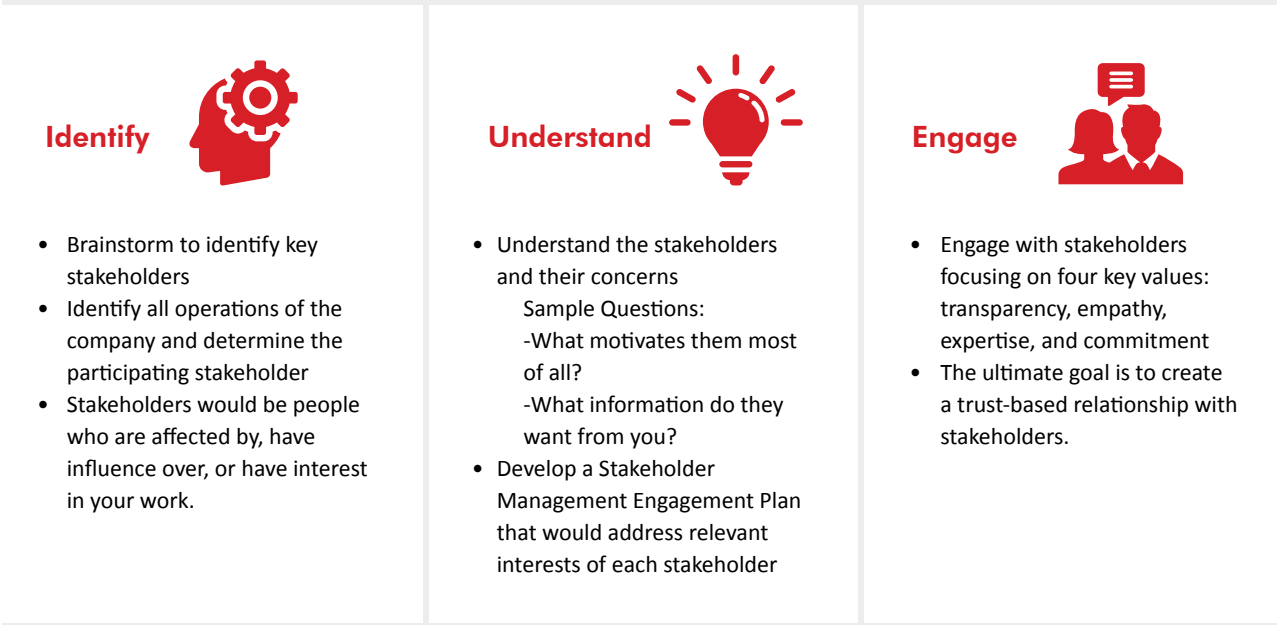 Identify
• Brainstorm to identify key
stakeholders
• Identify all operations of the
company and determine the
participating stakeholder
• Stakeholders would be people
who are affected by, have
influence over, or have interest
in your work.
Understand
• Understand the stakeholders
and their concerns
Sample Questions:
-What motivates them most
of all?
-What information do they
want from you?
• Develop a Stakeholder
Management Engagement Plan
that would address relevant
interests of each stakeholder
Engage
• Engage with stakeholders
focusing on four key values:
transparency, empathy,
expertise, and commitment
• The ultimate goal is to create
a trust-based relationship with
stakeholders.